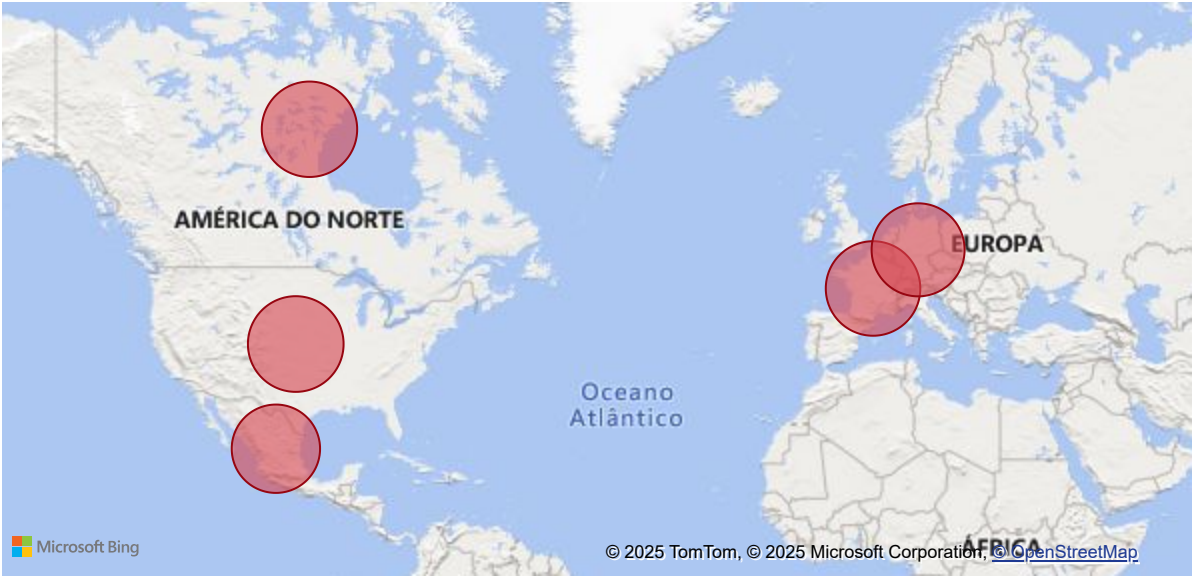 AMÉRICA DO NORTE
EUROPA
Oceano
Atlântico
ÁFRICA
Microsoft Bing
© 2025 TomTom, © 2025 Microsoft Corporation, © OpenStreetMap